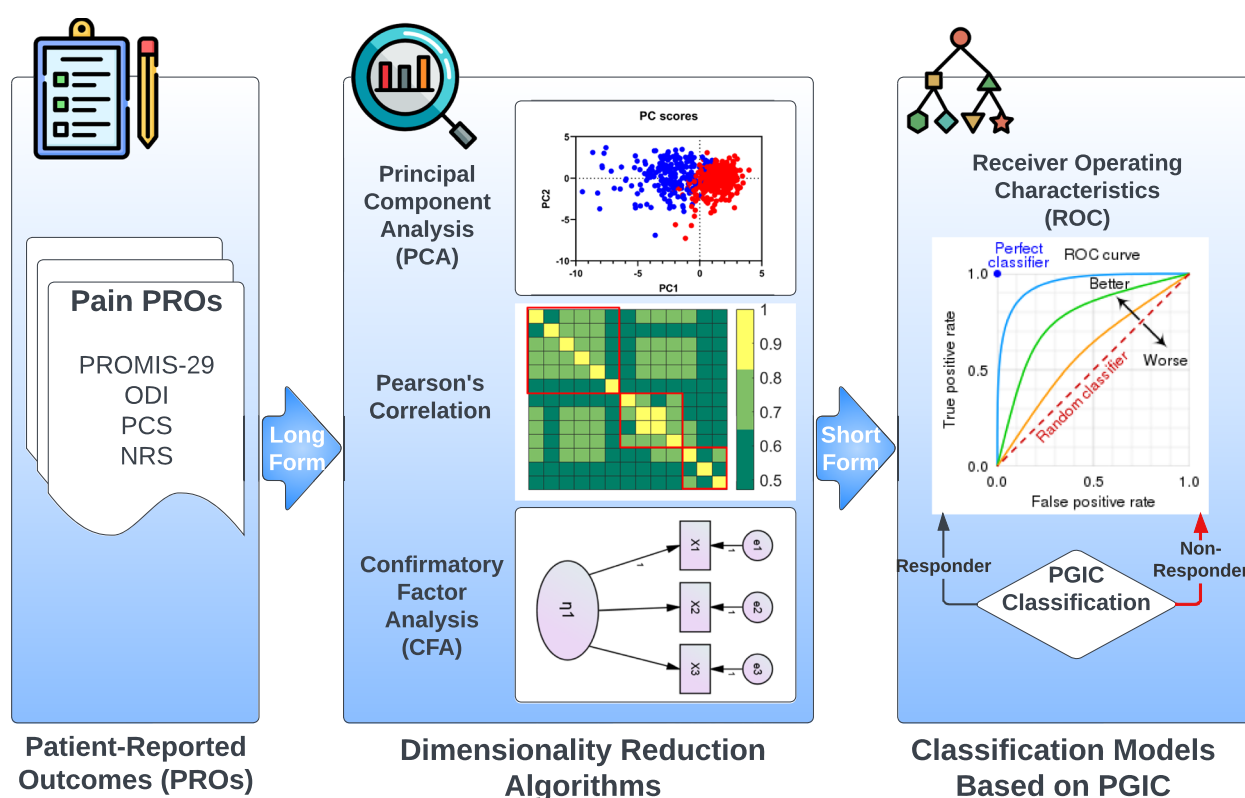 Pain PROs
PROMIS-29
ODI
PCS
NRS
Patient-Reported
Outcomes (PROs)
Long
Form
Principal
Component
Analysis
(PCA)
PC scores
5
0
-5
-10
PC2
-10
-5
0
5
PC1
Pearson's
Correlation
1
0.9
0.8
0.7
0.6
0.5
Confirmatory
Factor
Analysis
(CFA)
η1
X1
X2
X3
1
e1
e2
e3
1
1
1
Dimensionality Reduction
Algorithms
Short
Form
Receiver Operating
Characteristics
(ROC)
Perfect
classifier
ROC curve
1.0
0.5
0.0
True positive rate
Better
Worse
Random classifier
0.0
0.5
1.0
False positive rate
Responder
Non-
Responder
PGIC
Classification
Classification Models
Based on PGIC